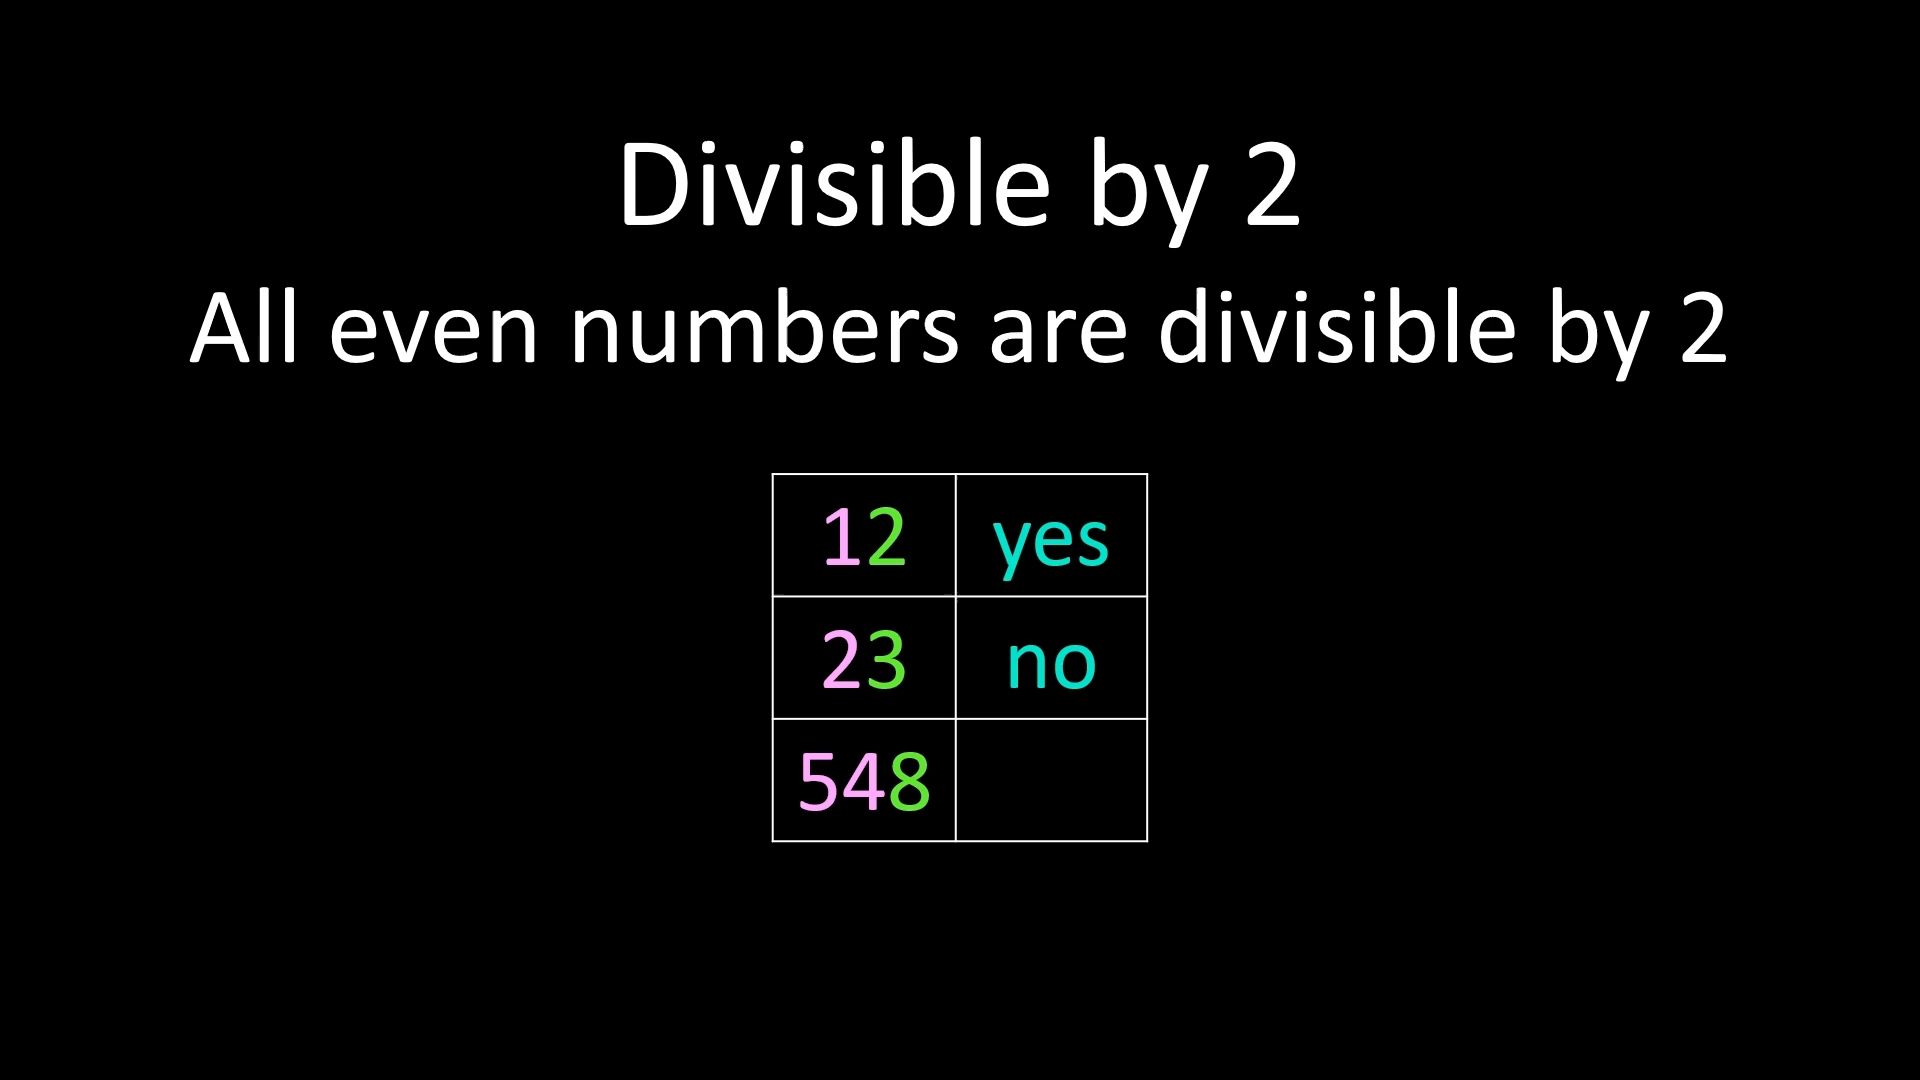 Divisible by 2
All even numbers are divisible by 2
12 yes
23 no
548